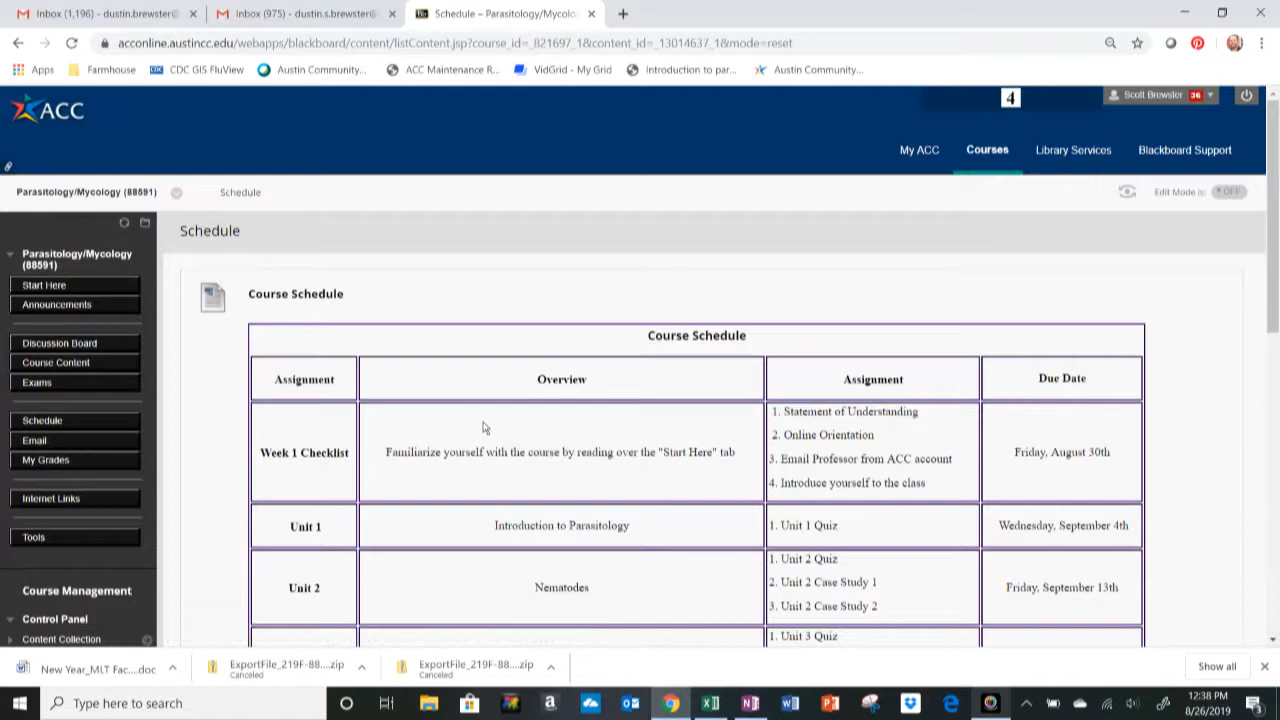 Inbox (1,196) - dustin.brewster@
Inbox (975) - dustin.s.brewster@
Schedule – Parasitology/Mycolo
acconline.austincc.edu/webapps/blackboard/content/listContent.jsp?course_id=_821697_1&content_id=_13014637_1&mode=reset
Apps
Farmhouse
CDC GIS FluView
Austin Community...
ACC Maintenance R...
VidGrid - My Grid
Introduction to par...
Austin Community...
ACC
4
Scott Brewster 36
My ACC
Courses
Library Services
Blackboard Support
Parasitology/Mycology (88591)
Schedule
Edit Mode is: OFF
Schedule
Parasitology/Mycology
(88591)
Start Here
Announcements
Discussion Board
Course Content
Exams
Schedule
Email
My Grades
Internet Links
Tools
Course Management
Control Panel
Content Collection
Course Schedule
Course Schedule
Assignment
Overview
Assignment
Due Date
Week 1 Checklist
Familiarize yourself with the course by reading over the "Start Here" tab
1. Statement of Understanding
2. Online Orientation
3. Email Professor from ACC account
4. Introduce yourself to the class
Friday, August 30th
Unit 1
Introduction to Parasitology
1. Unit 1 Quiz
Wednesday, September 4th
Unit 2
Nematodes
1. Unit 2 Quiz
2. Unit 2 Case Study 1
3. Unit 2 Case Study 2
Friday, September 13th
1. Unit 3 Quiz
New Year_MLT Fac....doc
ExportFile_219F-88....zip
Canceled
ExportFile_219F-88....zip
Canceled
Show all
Type here to search
12:38 PM
8/26/2019
3